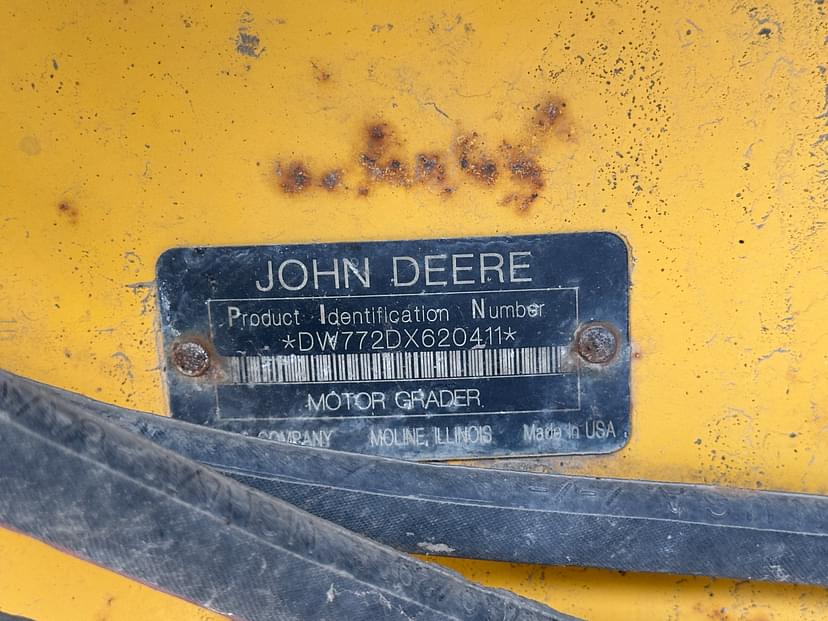 JOHN DEERE
Product Identification Number
*DW772DX620411*
MOTOR GRADER
COMPANY MOLINE, ILLINOIS Made in USA